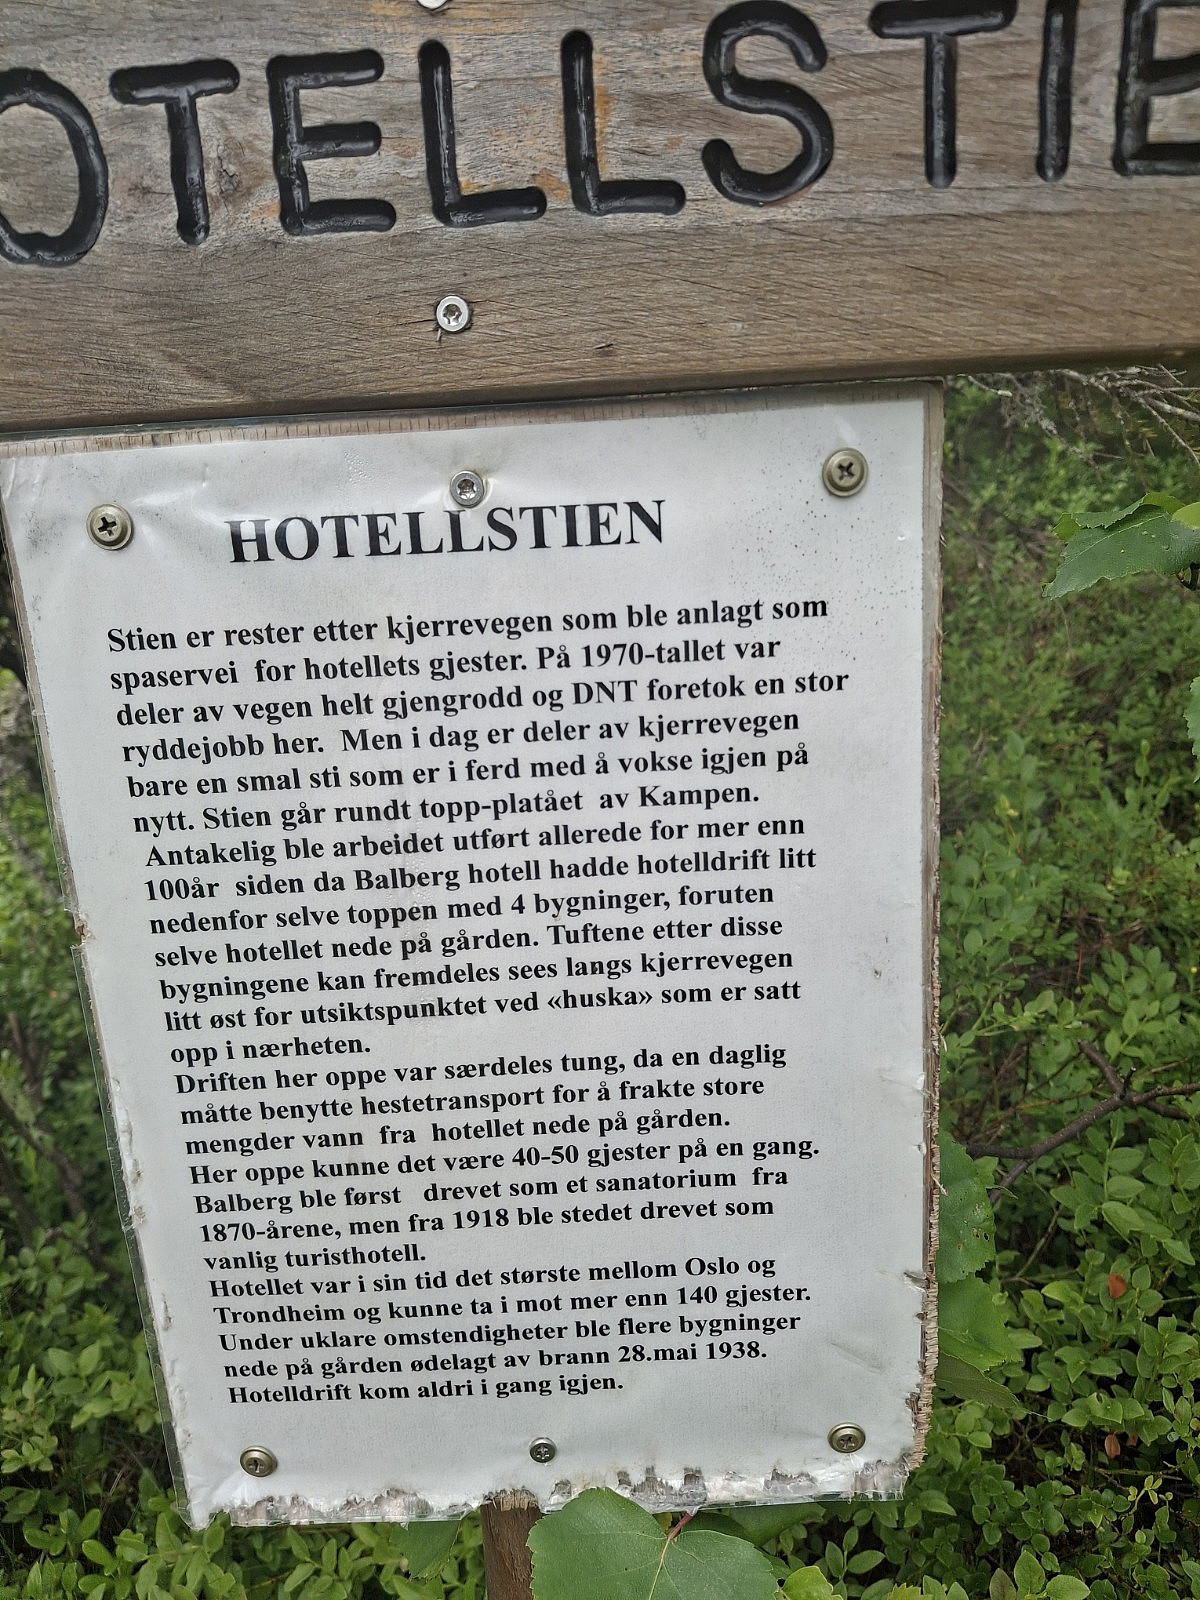 OTELLSTIE
HOTELLSTIEN
Stien er rester etter kjerrevegen som ble anlagt som
spaservei for hotellets gjester. På 1970-tallet var
deler av vegen helt gjengrodd og DNT foretok en stor
ryddejobb her. Men i dag er deler av kjerrevegen
bare en smal sti som er i ferd med å vokse igjen på
nytt. Stien går rundt topp-platået av Kampen.
Antakelig ble arbeidet utført allerede for mer enn
100år siden da Balberg hotell hadde hotelldrift litt
nedenfor selve toppen med 4 bygninger, foruten
selve hotellet nede på gården. Tuftene etter disse
bygningene kan fremdeles sees langs kjerrevegen
litt øst for utsiktspunktet ved «huska» som er satt
opp i nærheten.
Driften her oppe var særdeles tung, da en daglig
måtte benytte hestetransport for å frakte store
mengder vann fra hotellet nede på gården.
Her oppe kunne det være 40-50 gjester på en gang.
Balberg ble først drevet som et sanatorium fra
1870-årene, men fra 1918 ble stedet drevet som
vanlig turisthotell.
Hotellet var i sin tid det største mellom Oslo og
Trondheim og kunne ta i mot mer enn 140 gjester.
Under uklare omstendigheter ble flere bygninger
nede på gården ødelagt av brann 28.mai 1938.
Hotelldrift kom aldri i gang igjen.